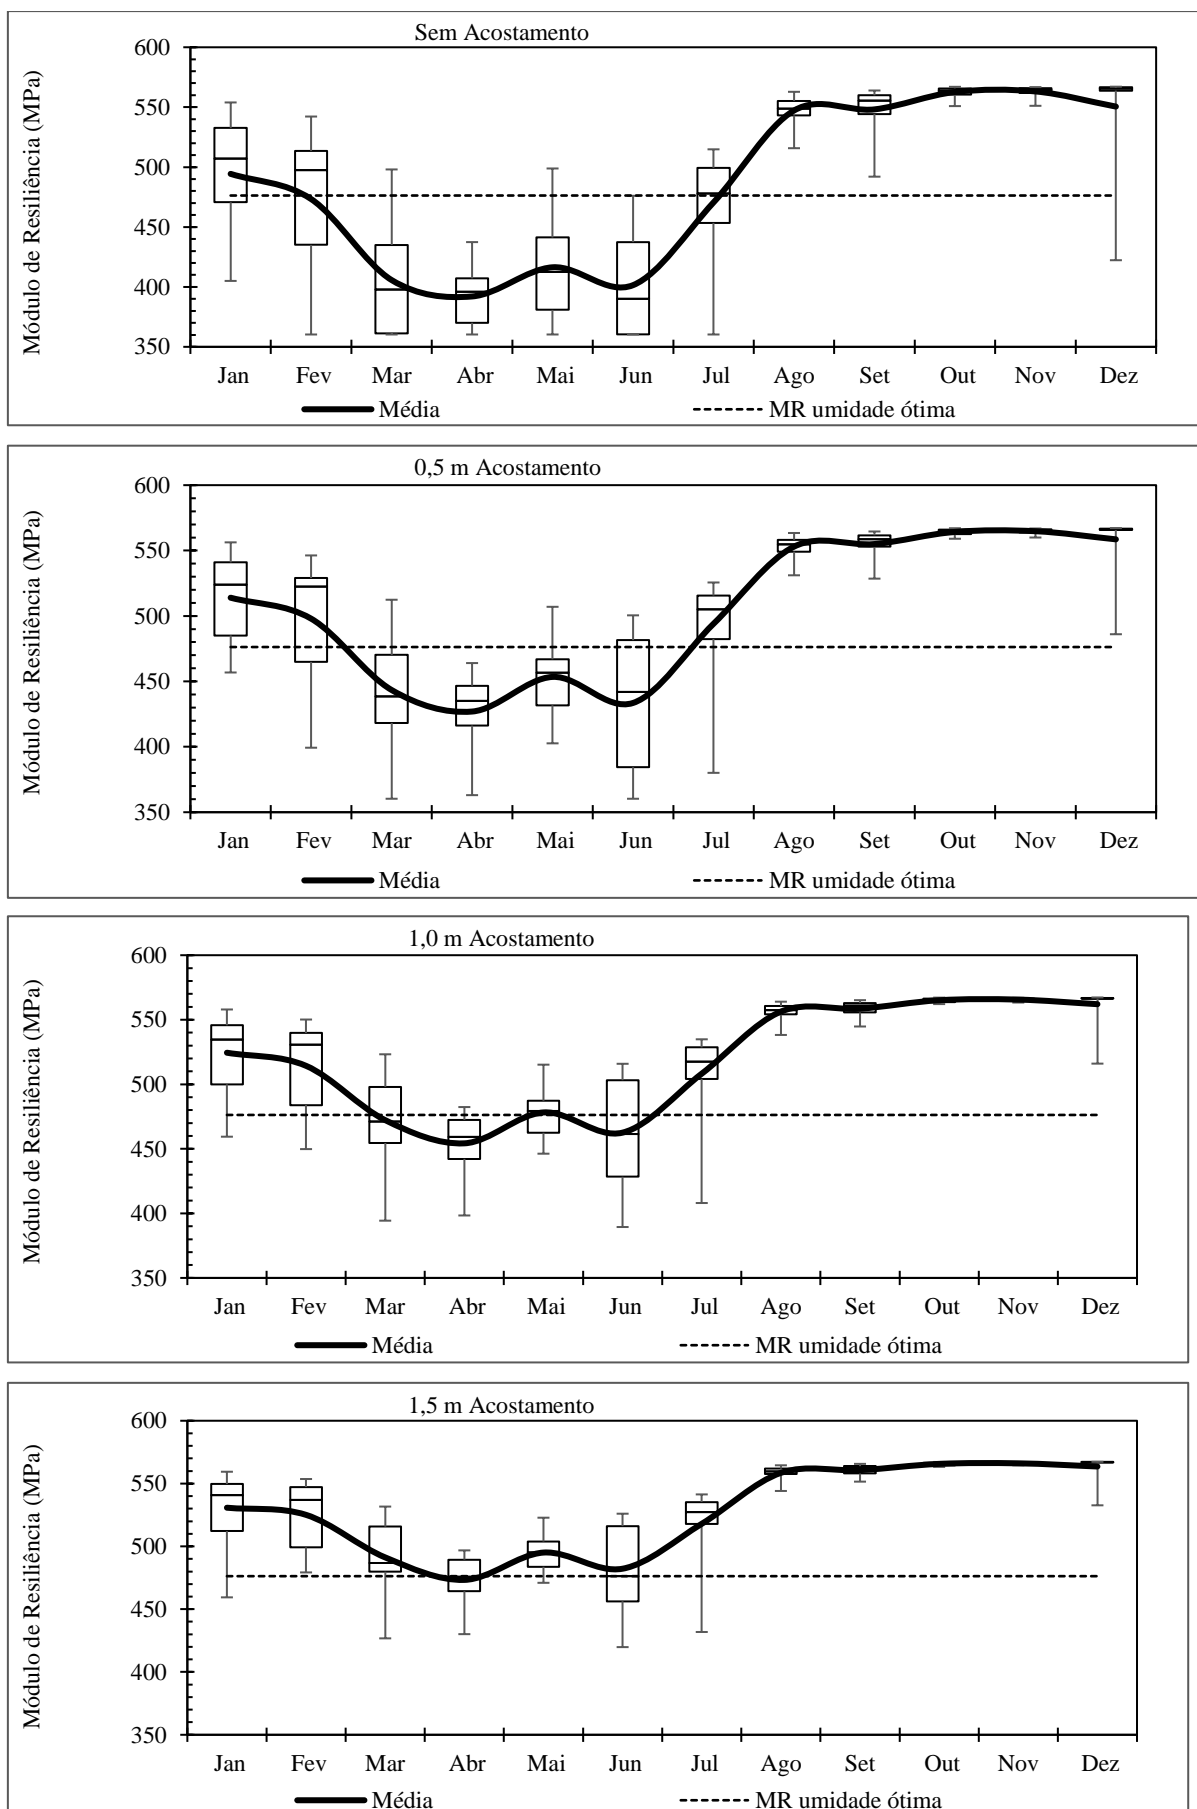 Sem Acostamento
Módulo de Resiliência (MPa)
600
550
500
450
400
350
Jan Fev Mar Abr Mai Jun Jul Ago Set Out Nov Dez
Média MR umidade ótima
0,5 m Acostamento
Módulo de Resiliência (MPa)
600
550
500
450
400
350
Jan Fev Mar Abr Mai Jun Jul Ago Set Out Nov Dez
Média MR umidade ótima
1,0 m Acostamento
Módulo de Resiliência (MPa)
600
550
500
450
400
350
Jan Fev Mar Abr Mai Jun Jul Ago Set Out Nov Dez
Média MR umidade ótima
1,5 m Acostamento
Módulo de Resiliência (MPa)
600
550
500
450
400
350
Jan Fev Mar Abr Mai Jun Jul Ago Set Out Nov Dez
Média MR umidade ótima